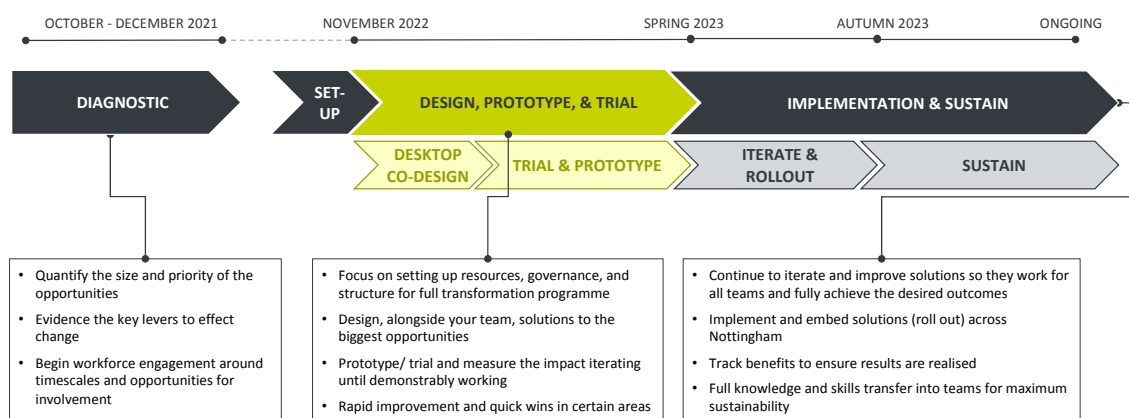 OCTOBER - DECEMBER 2021
NOVEMBER 2022
SPRING 2023
AUTUMN 2023
ONGOING
DIAGNOSTIC
SET-
UP
DESIGN, PROTOTYPE, & TRIAL
IMPLEMENTATION & SUSTAIN
DESKTOP
CO-DESIGN
TRIAL & PROTOTYPE
ITERATE &
ROLLOUT
SUSTAIN
• Quantify the size and priority of the
opportunities
• Evidence the key levers to effect
change
• Begin workforce engagement around
timescales and opportunities for
involvement
• Focus on setting up resources, governance, and
structure for full transformation programme
• Design, alongside your team, solutions to the
biggest opportunities
• Prototype/ trial and measure the impact iterating
until demonstrably working
• Rapid improvement and quick wins in certain areas
• Continue to iterate and improve solutions so they work for
all teams and fully achieve the desired outcomes
• Implement and embed solutions (roll out) across
Nottingham
• Track benefits to ensure results are realised
• Full knowledge and skills transfer into teams for maximum
sustainability